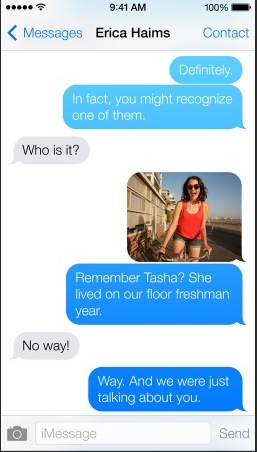 9:41 AM
100%
Messages
Erica Haims
Contact
Definitely.
In fact, you might recognize
one of them.
Who is it?
Remember Tasha? She
lived on our floor freshman
year.
No way!
Way. And we were just
talking about you.
iMessage
Send